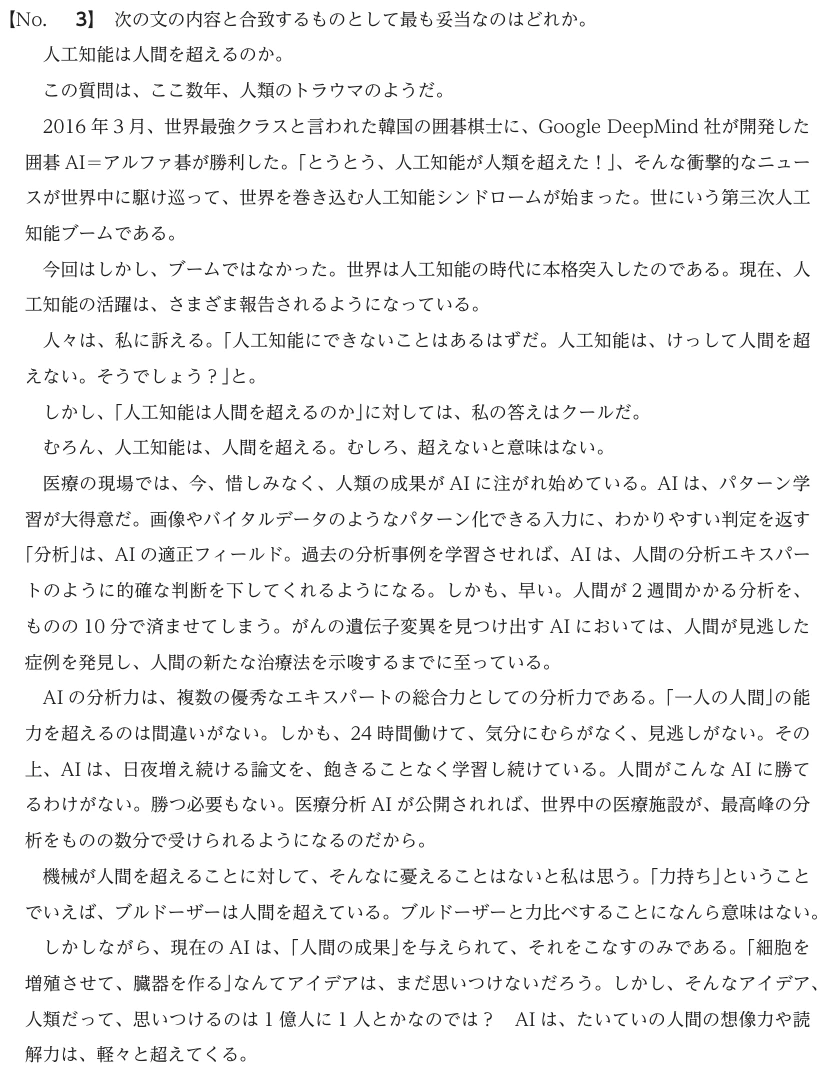 【No. 3】 次の文の内容と合致するものとして最も妥当なのはどれか。
人工知能は人間を超えるのか。
この質問は、ここ数年、人類のトラウマのようだ。
2016年3月、世界最強クラスと言われた韓国の囲碁棋士に、Google DeepMind 社が開発した
囲碁AI＝アルファ碁が勝利した。「とうとう、人工知能が人類を超えた！」、そんな衝撃的なニュー
スが世界中に駆け巡って、世界を巻き込む人工知能シンドロームが始まった。世にいう第三次人工
知能ブームである。
今回はしかし、ブームではなかった。世界は人工知能の時代に本格突入したのである。現在、人
工知能の活躍は、さまざま報告されるようになっている。
人々は、私に訴える。「人工知能にできないことはあるはずだ。人工知能は、けっして人間を超
えない。そうでしょう？」と。
しかし、「人工知能は人間を超えるのか」に対しては、私の答えはクールだ。
むろん、人工知能は、人間を超える。むしろ、超えないと意味はない。
医療の現場では、今、惜しみなく、人類の成果がAIに注がれ始めている。AIは、パターン学
習が大得意だ。画像やバイタルデータのようなパターン化できる入力に、わかりやすい判定を返す
「分析」は、AIの適正フィールド。過去の分析事例を学習させれば、AIは、人間の分析エキスパー
トのように的確な判断を下してくれるようになる。しかも、早い。人間が2週間かかる分析を、
ものの10分で済ませてしまう。がんの遺伝子変異を見つけ出すAIにおいては、人間が見逃した
症例を発見し、人間の新たな治療法を示唆するまでに至っている。
AIの分析力は、複数の優秀なエキスパートの総合力としての分析力である。「一人の人間」の能
力を超えるのは間違いがない。しかも、24時間働けて、気分にむらがなく、見逃しがない。その
上、AIは、日夜増え続ける論文を、飽きることなく学習し続けている。人間がこんなAIに勝て
るわけがない。勝つ必要もない。医療分析AIが公開されれば、世界中の医療施設が、最高峰の分
析をものの数分で受けられるようになるのだから。
機械が人間を超えることに対して、そんなに憂えることはないと私は思う。「力持ち」ということ
でいえば、ブルドーザーは人間を超えている。ブルドーザーと力比べすることになんら意味はない。
しかしながら、現在のAIは、「人間の成果」を与えられて、それをこなすのみである。「細胞を
増殖させて、臓器を作る」なんてアイデアは、まだ思いつけないだろう。しかし、そんなアイデア、
人類だって、思いつけるのは1億人に1人とかなのでは？　AIは、たいていの人間の想像力や読
解力は、軽々と超えてくる。